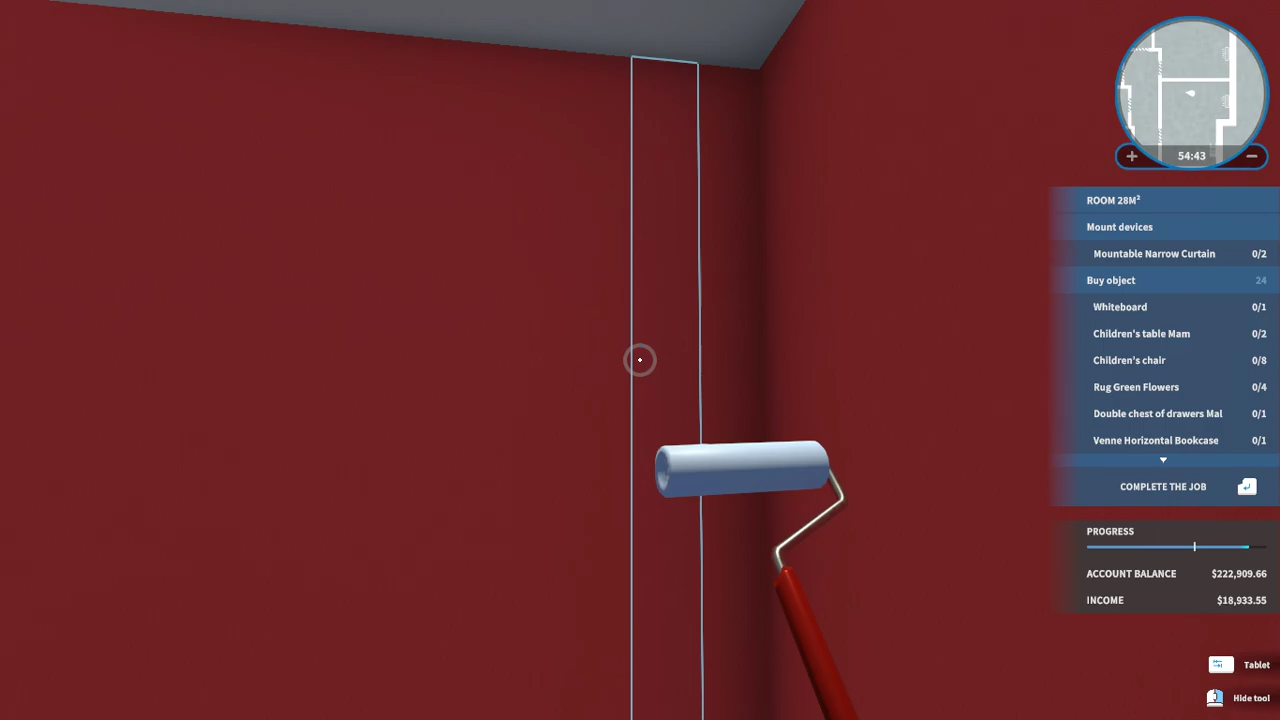 54:43
ROOM 28M²
Mount devices
Mountable Narrow Curtain 0/2
Buy object 24
Whiteboard 0/1
Children's table Mam 0/2
Children's chair 0/8
Rug Green Flowers 0/4
Double chest of drawers Mal 0/1
Venne Horizontal Bookcase 0/1
COMPLETE THE JOB
PROGRESS
ACCOUNT BALANCE $222,909.66
INCOME $18,933.55
Tablet
Hide tool